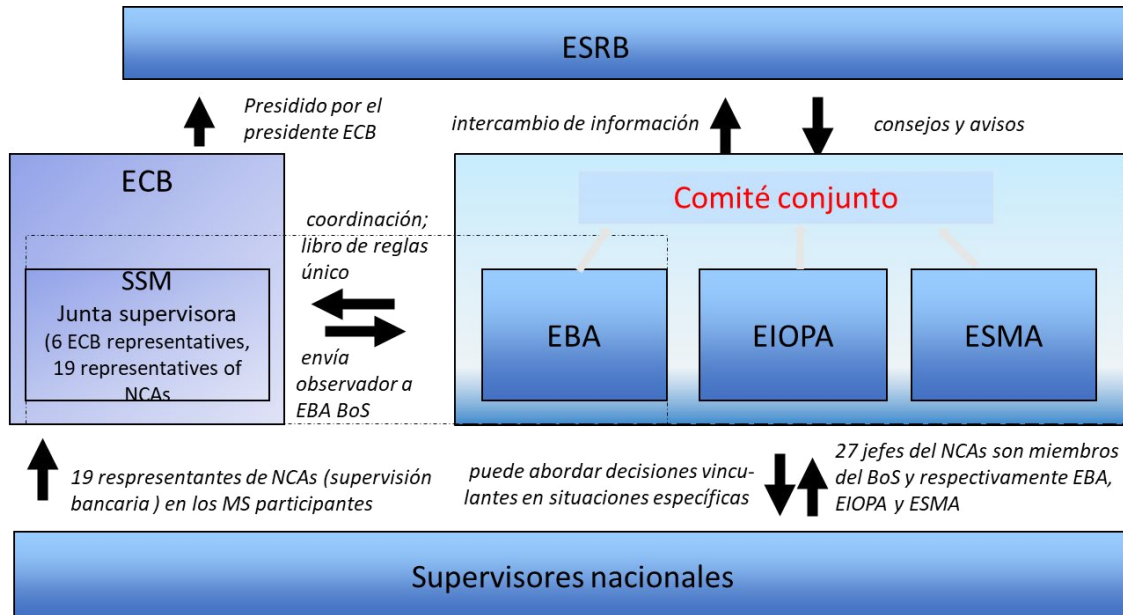 ESRB
Presidido por el
presidente ECB
intercambio de información
consejos y avisos
ECB
SSM
Junta supervisora
(6 ECB representatives,
19 representatives of
NCAs
coordinación;
libro de reglas
único
envía
observador a
EBA BoS
Comité conjunto
EBA
EIOPA
ESMA
19 respresentantes de NCAs (supervisión
bancaria ) en los MS participantes
puede abordar decisiones vincu-
lantes en situaciones específicas
27 jefes del NCAs son miembros
del BoS y respectivamente EBA,
EIOPA y ESMA
Supervisores nacionales